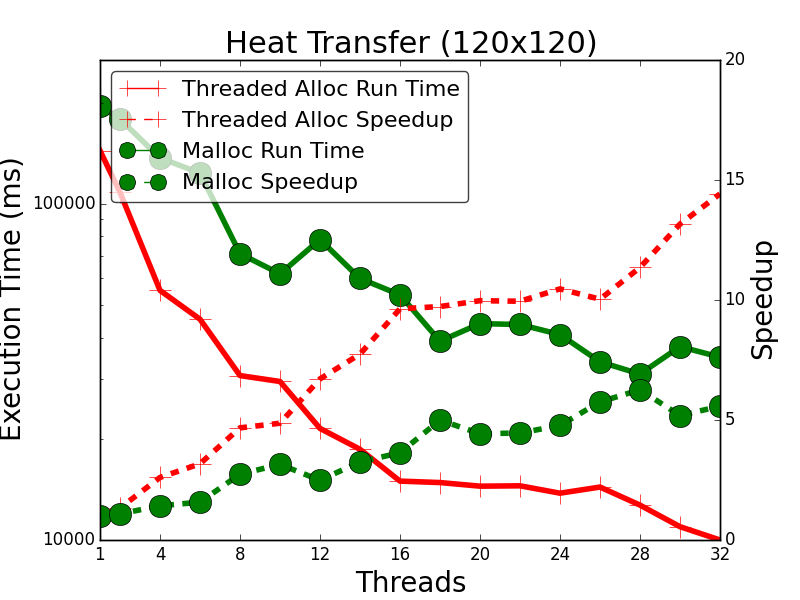 Heat Transfer (120x120)
Threaded Alloc Run Time
Threaded Alloc Speedup
Malloc Run Time
Malloc Speedup
Execution Time (ms)
100000
10000
Speedup
20
15
10
5
0
1 4 8 12 16 20 24 28 32
Threads